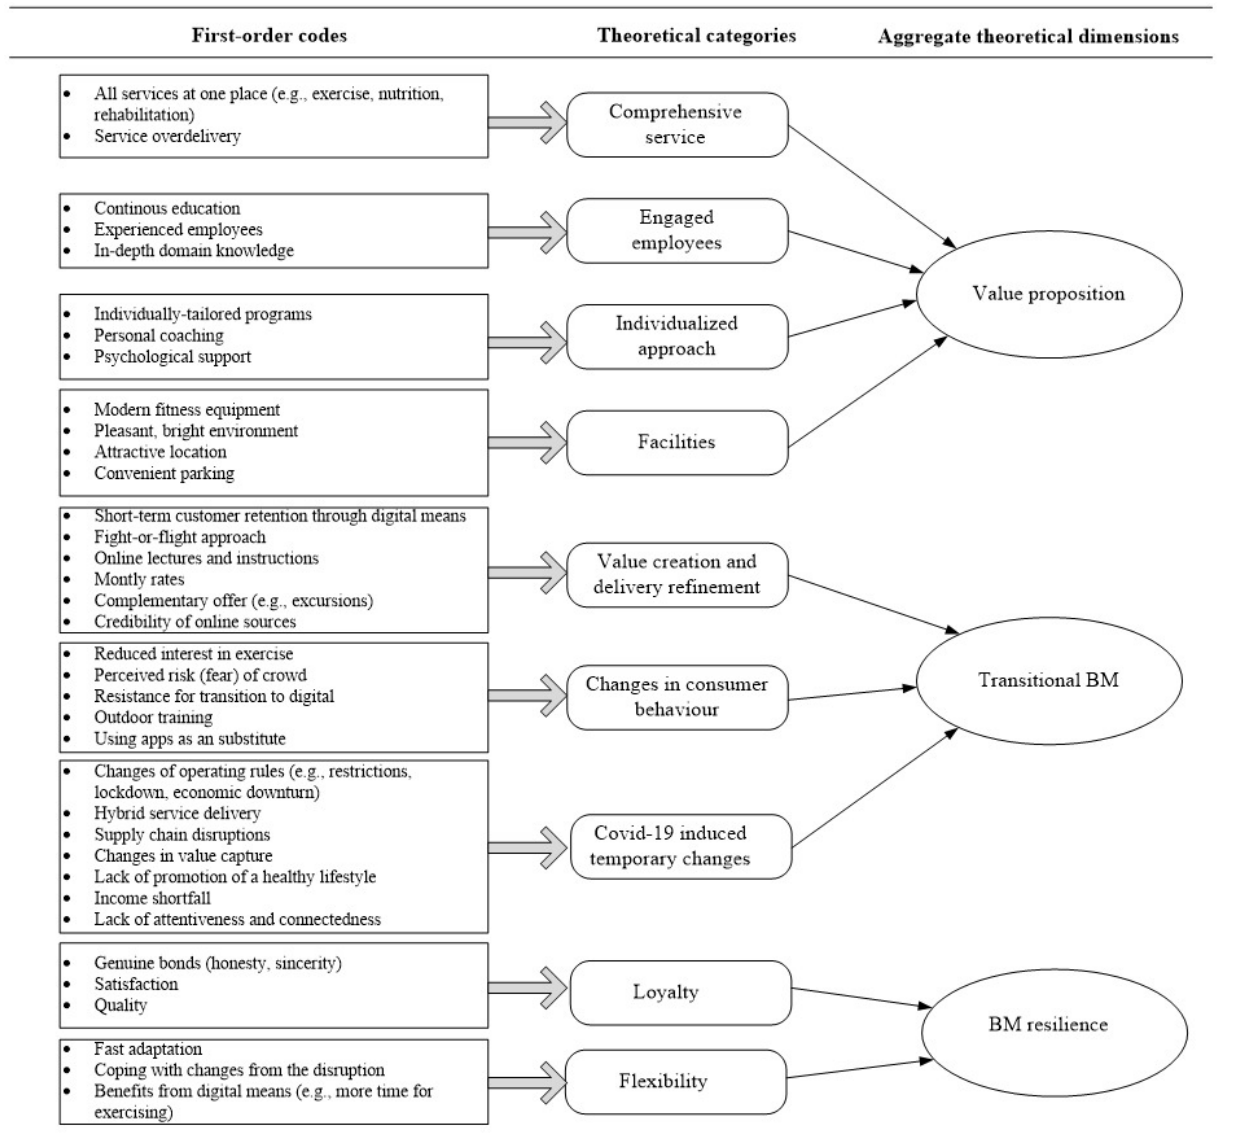 First-order codes
Theoretical categories
Aggregate theoretical dimensions
• All services at one place (e.g., exercise, nutrition,
rehabilitation)
• Service overdelivery
Comprehensive
service
• Continous education
• Experienced employees
• In-depth domain knowledge
Engaged
employees
• Individually-tailored programs
• Personal coaching
• Psychological support
Individualized
approach
• Modern fitness equipment
• Pleasant, bright environment
• Attractive location
• Convenient parking
Facilities
Value proposition
• Short-term customer retention through digital means
• Fight-or-flight approach
• Online lectures and instructions
• Montly rates
• Complementary offer (e.g., excursions)
• Credibility of online sources
Value creation and
delivery refinement
• Reduced interest in exercise
• Perceived risk (fear) of crowd
• Resistance for transition to digital
• Outdoor training
• Using apps as an substitute
Changes in consumer
behaviour
• Changes of operating rules (e.g., restrictions,
lockdown, economic downturn)
• Hybrid service delivery
• Supply chain disruptions
• Changes in value capture
• Lack of promotion of a healthy lifestyle
• Income shortfall
• Lack of attentiveness and connectedness
Covid-19 induced
temporary changes
Transitional BM
• Genuine bonds (honesty, sincerity)
• Satisfaction
• Quality
Loyalty
• Fast adaptation
• Coping with changes from the disruption
• Benefits from digital means (e.g., more time for
exercising)
Flexibility
BM resilience